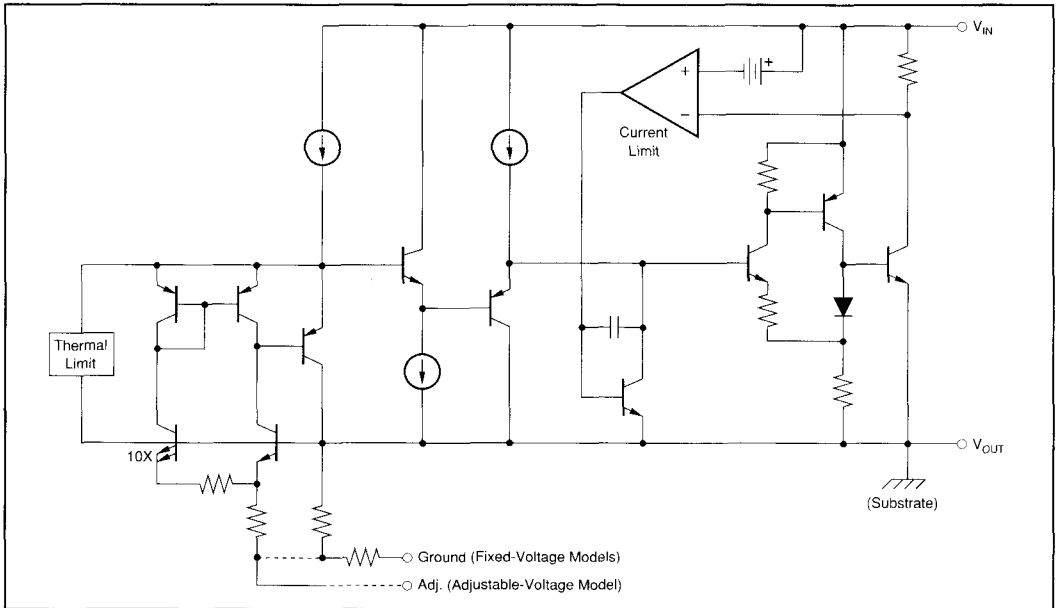 V_IN
+
+
−
Current
Limit
Thermal
Limit
10X
V_OUT
(Substrate)
Ground (Fixed-Voltage Models)
Adj. (Adjustable-Voltage Model)